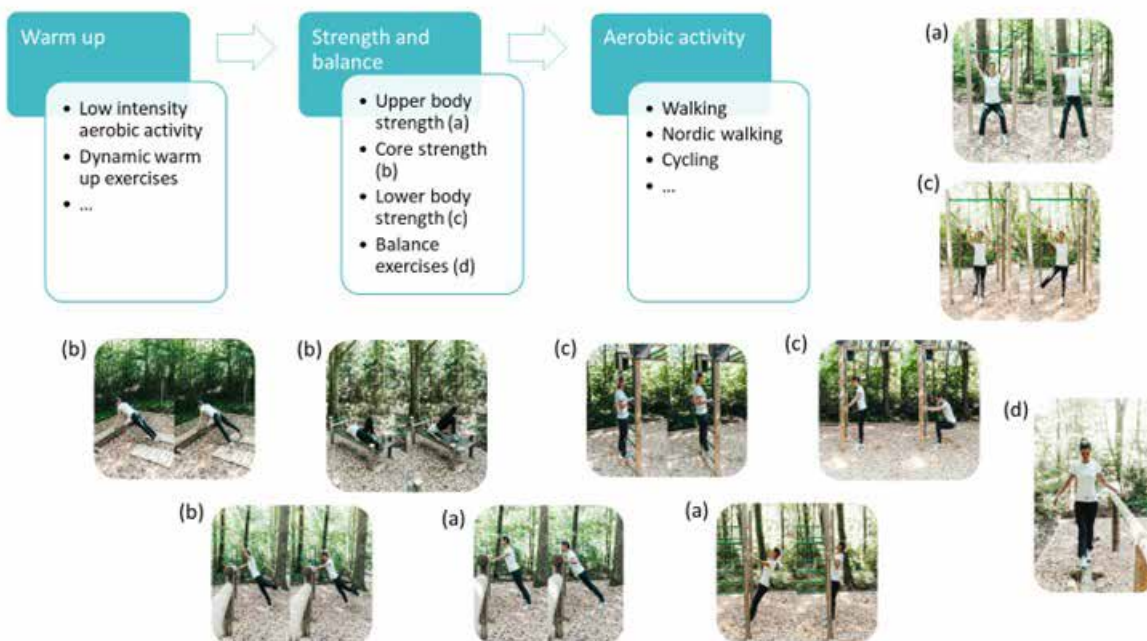 Warm up
• Low intensity
aerobic activity
• Dynamic warm
up exercises
• ...
Strength and
balance
• Upper body
strength (a)
• Core strength
(b)
• Lower body
strength (c)
• Balance
exercises (d)
Aerobic activity
• Walking
• Nordic walking
• Cycling
• ...
(a)
(c)
(b)
(b)
(c)
(c)
(d)
(b)
(a)
(a)